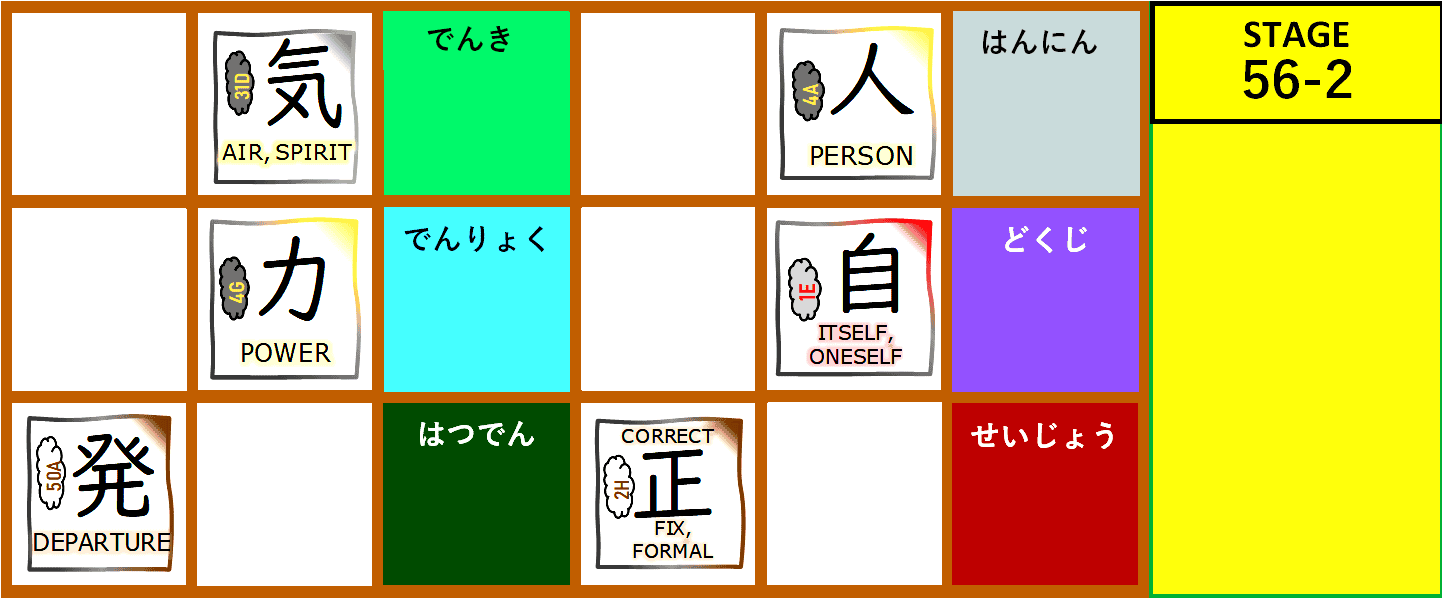 31D
気
AIR, SPIRIT
でんき
4A
人
PERSON
はんにん
STAGE
56-2
4G
力
POWER
でんりょく
1E
自
ITSELF,
ONESELF
どくじ
50A
発
DEPARTURE
はつでん
CORRECT
2H
正
FIX,
FORMAL
せいじょう